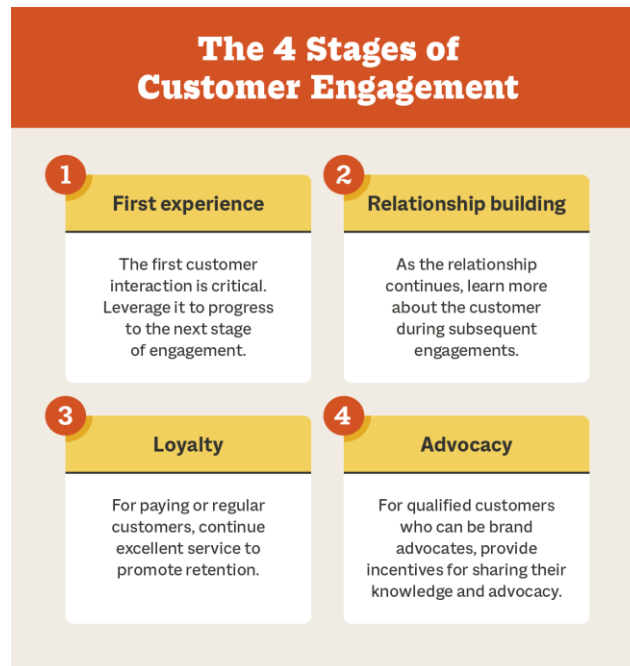 The 4 Stages of
Customer Engagement
1
First experience
The first customer
interaction is critical.
Leverage it to progress
to the next stage
of engagement.
2
Relationship building
As the relationship
continues, learn more
about the customer
during subsequent
engagements.
3
Loyalty
For paying or regular
customers, continue
excellent service to
promote retention.
4
Advocacy
For qualified customers
who can be brand
advocates, provide
incentives for sharing their
knowledge and advocacy.